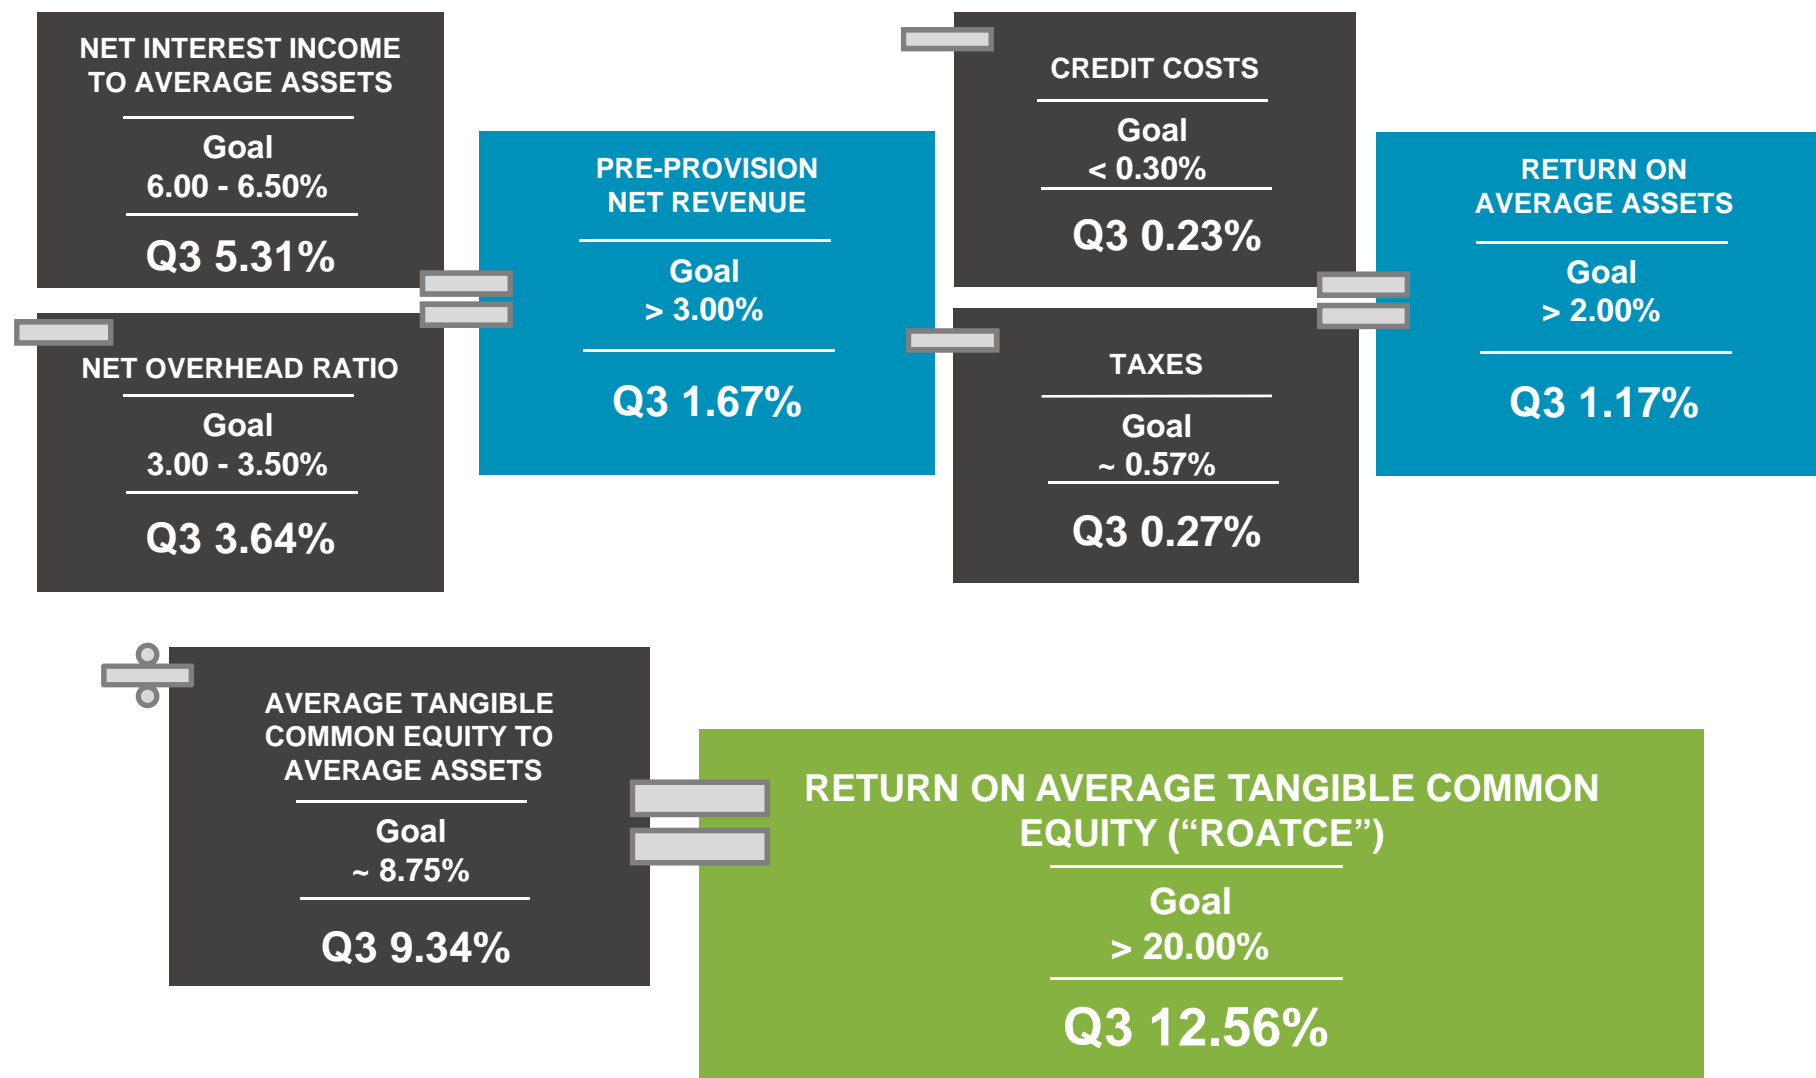 NET INTEREST INCOME
TO AVERAGE ASSETS
Goal
6.00 - 6.50%
Q3 5.31%
NET OVERHEAD RATIO
Goal
3.00 - 3.50%
Q3 3.64%
PRE-PROVISION
NET REVENUE
Goal
> 3.00%
Q3 1.67%
CREDIT COSTS
Goal
< 0.30%
Q3 0.23%
TAXES
Goal
~ 0.57%
Q3 0.27%
RETURN ON
AVERAGE ASSETS
Goal
> 2.00%
Q3 1.17%
AVERAGE TANGIBLE
COMMON EQUITY TO
AVERAGE ASSETS
Goal
~ 8.75%
Q3 9.34%
RETURN ON AVERAGE TANGIBLE COMMON
EQUITY (“ROATCE”)
Goal
> 20.00%
Q3 12.56%